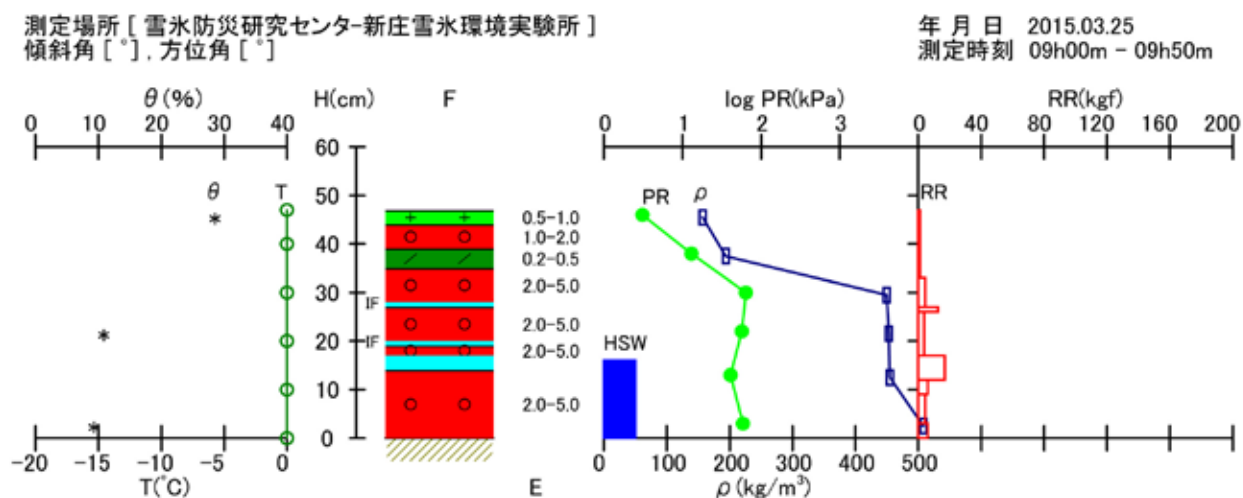 測定場所 [ 雪氷防災研究センター新庄雪氷環境実験所 ]
年 月 日 2015.03.25
傾斜角 [ ° ] , 方位角 [ ° ]
測定時刻 09h00m - 09h50m
θ (%) H(cm) F log PR(kPa) RR(kgf)
0 10 20 30 40 0 1 2 3 0 40 80 120 160 200
60
θ T PR ρ RR
50
0.5-1.0
1.0-2.0
40
0.2-0.5
2.0-5.0
30
IF
2.0-5.0
20 IF HSW
2.0-5.0
10
2.0-5.0
0
-20 -15 -10 -5 0 0 100 200 300 400 500
T(°C) E ρ (kg/m³)